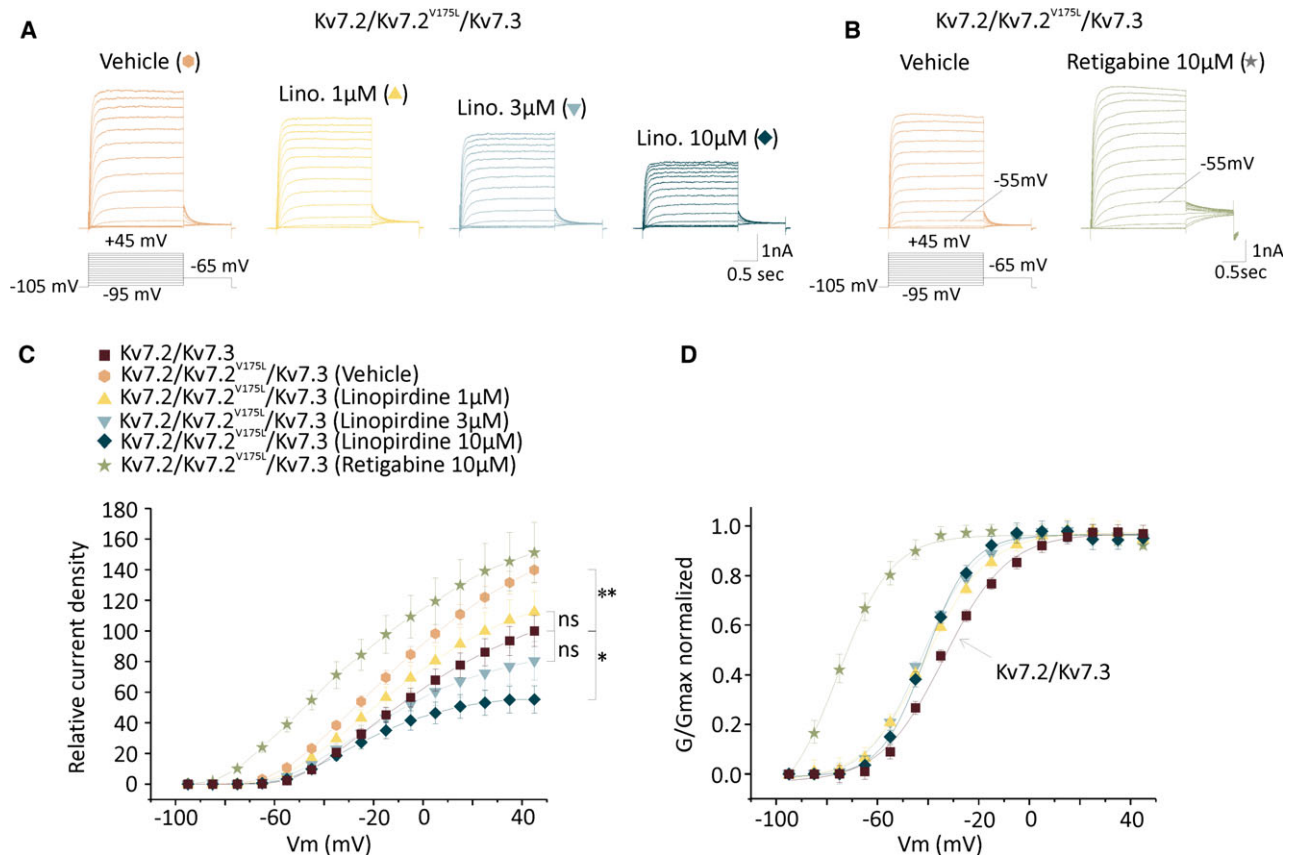 A
Kv7.2/Kv7.2V175L/Kv7.3
Vehicle (⬢)
Lino. 1µM (▲)
Lino. 3µM (▼)
Lino. 10µM (◆)
+45 mV
-105 mV
-95 mV
-65 mV
1nA
0.5 sec
B
Kv7.2/Kv7.2V175L/Kv7.3
Vehicle
Retigabine 10µM (★)
-55mV
-55mV
+45 mV
-105 mV
-95 mV
-65 mV
1nA
0.5sec
C
Kv7.2/Kv7.3
Kv7.2/Kv7.2V175L/Kv7.3 (Vehicle)
Kv7.2/Kv7.2V175L/Kv7.3 (Linopirdine 1µM)
Kv7.2/Kv7.2V175L/Kv7.3 (Linopirdine 3µM)
Kv7.2/Kv7.2V175L/Kv7.3 (Linopirdine 10µM)
Kv7.2/Kv7.2V175L/Kv7.3 (Retigabine 10µM)
Relative current density
180
160
140
120
100
80
60
40
20
0
-100
-60
-20
0
40
Vm (mV)
**
ns
ns
*
D
G/Gmax normalized
1.0
0.8
0.6
0.4
0.2
0.0
-100
-60
-20
0
40
Vm (mV)
Kv7.2/Kv7.3